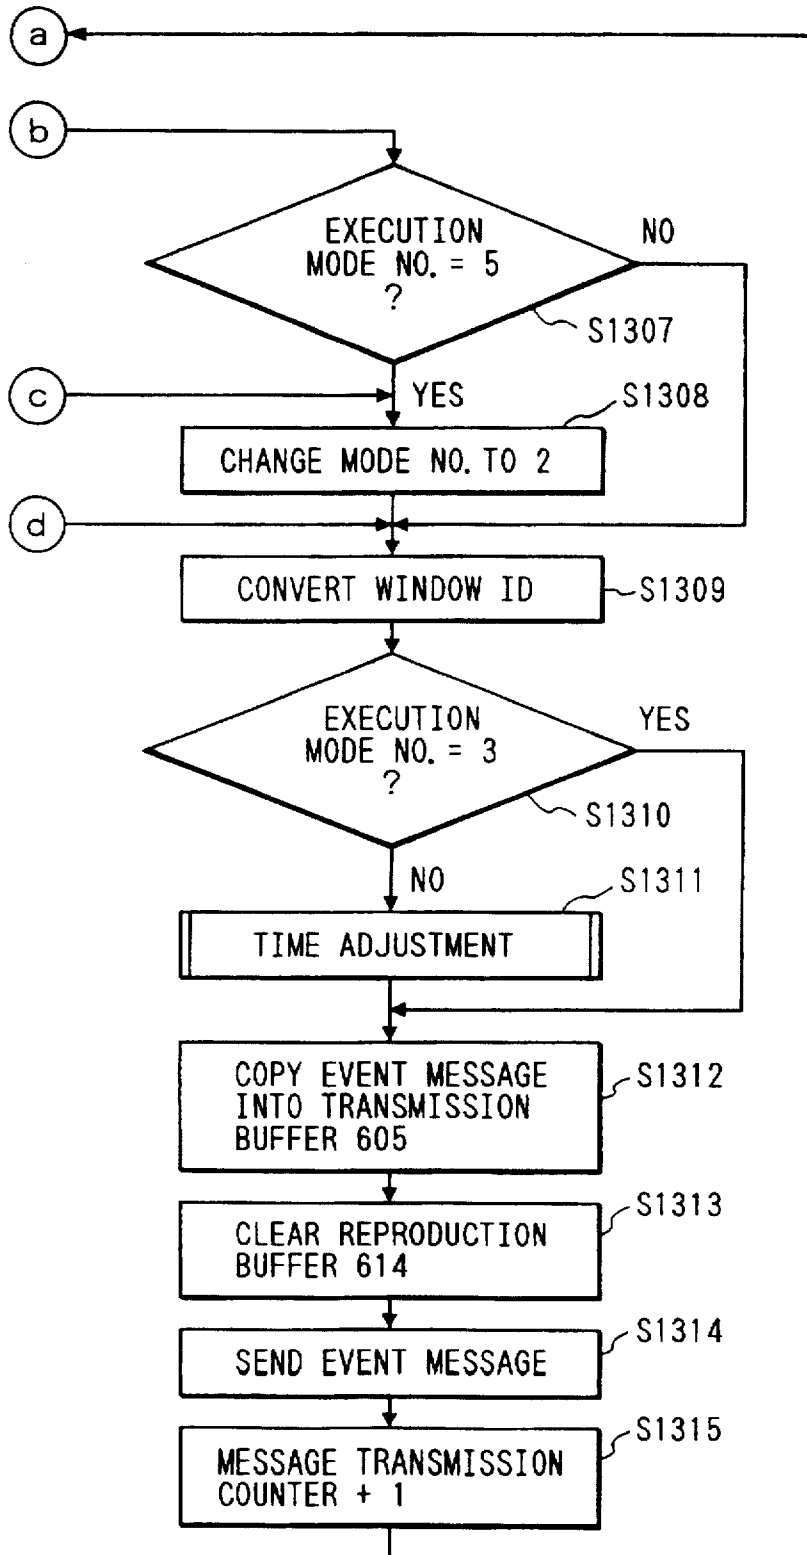 a
b
EXECUTION
MODE NO. = 5
?
NO
S1307
c
YES
S1308
CHANGE MODE NO. TO 2
d
CONVERT WINDOW ID
S1309
EXECUTION
MODE NO. = 3
?
YES
S1310
NO
S1311
TIME ADJUSTMENT
COPY EVENT MESSAGE
INTO TRANSMISSION
BUFFER 605
S1312
CLEAR REPRODUCTION
BUFFER 614
S1313
SEND EVENT MESSAGE
S1314
MESSAGE TRANSMISSION
COUNTER + 1
S1315